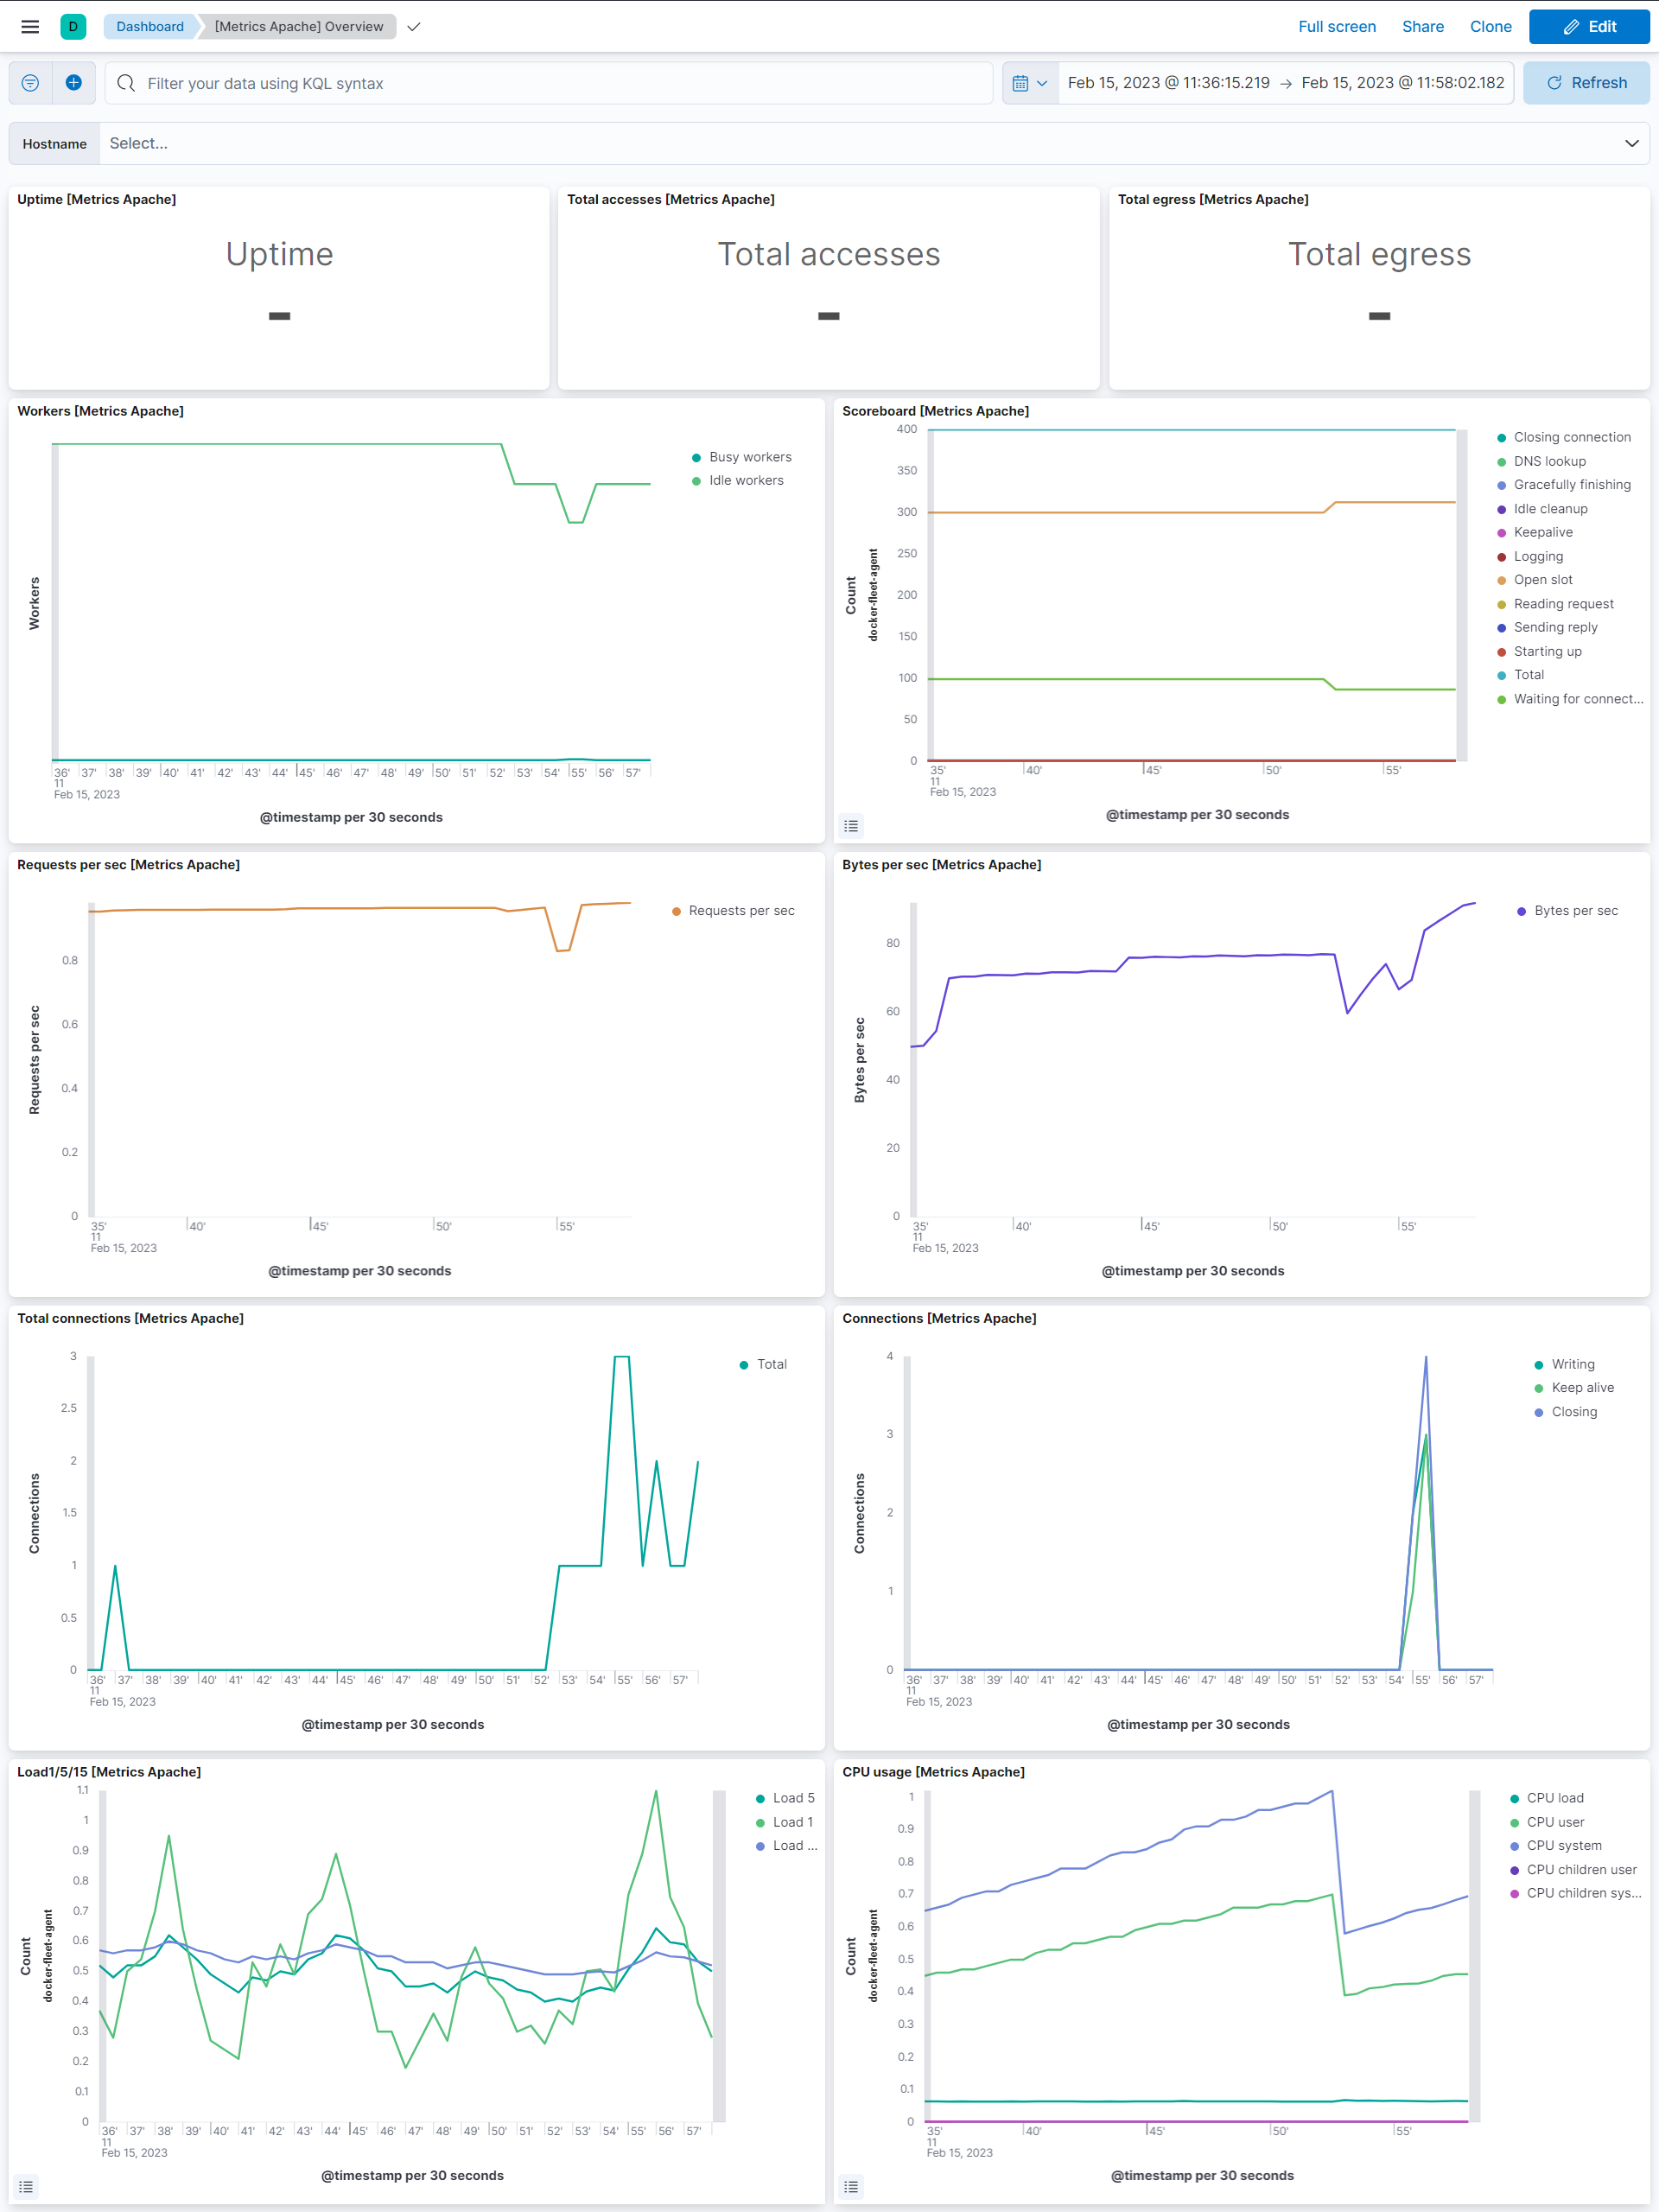 D Dashboard [Metrics Apache] Overview Full screen Share Clone Edit
Filter your data using KQL syntax Feb 15, 2023 @ 11:36:15.219 → Feb 15, 2023 @ 11:58:02.182 Refresh
Hostname Select...
Uptime [Metrics Apache]
Uptime
-
Total accesses [Metrics Apache]
Total accesses
-
Total egress [Metrics Apache]
Total egress
-
Workers [Metrics Apache]
Workers
Busy workers
Idle workers
36' 37' 38' 39' 40' 41' 42' 43' 44' 45' 46' 47' 48' 49' 50' 51' 52' 53' 54' 55' 56' 57'
11
Feb 15, 2023
@timestamp per 30 seconds
Scoreboard [Metrics Apache]
Count
docker-fleet-agent
400
350
300
250
200
150
100
50
0
Closing connection
DNS lookup
Gracefully finishing
Idle cleanup
Keepalive
Logging
Open slot
Reading request
Sending reply
Starting up
Total
Waiting for connect...
35' 40' 45' 50' 55'
11
Feb 15, 2023
@timestamp per 30 seconds
Requests per sec [Metrics Apache]
Requests per sec
0.8
0.6
0.4
0.2
0
Requests per sec
35' 40' 45' 50' 55'
11
Feb 15, 2023
@timestamp per 30 seconds
Bytes per sec [Metrics Apache]
Bytes per sec
80
60
40
20
0
Bytes per sec
35' 40' 45' 50' 55'
11
Feb 15, 2023
@timestamp per 30 seconds
Total connections [Metrics Apache]
Connections
3
2.5
2
1.5
1
0.5
0
Total
36' 37' 38' 39' 40' 41' 42' 43' 44' 45' 46' 47' 48' 49' 50' 51' 52' 53' 54' 55' 56' 57'
11
Feb 15, 2023
@timestamp per 30 seconds
Connections [Metrics Apache]
Connections
4
3
2
1
0
Writing
Keep alive
Closing
36' 37' 38' 39' 40' 41' 42' 43' 44' 45' 46' 47' 48' 49' 50' 51' 52' 53' 54' 55' 56' 57'
11
Feb 15, 2023
@timestamp per 30 seconds
Load1/5/15 [Metrics Apache]
Count
docker-fleet-agent
1.1
1
0.9
0.8
0.7
0.6
0.5
0.4
0.3
0.2
0.1
0
Load 5
Load 1
Load ...
36' 37' 38' 39' 40' 41' 42' 43' 44' 45' 46' 47' 48' 49' 50' 51' 52' 53' 54' 55' 56' 57'
11
Feb 15, 2023
@timestamp per 30 seconds
CPU usage [Metrics Apache]
Count
docker-fleet-agent
1
0.9
0.8
0.7
0.6
0.5
0.4
0.3
0.2
0.1
0
CPU load
CPU user
CPU system
CPU children user
CPU children sys...
35' 40' 45' 50' 55'
11
Feb 15, 2023
@timestamp per 30 seconds